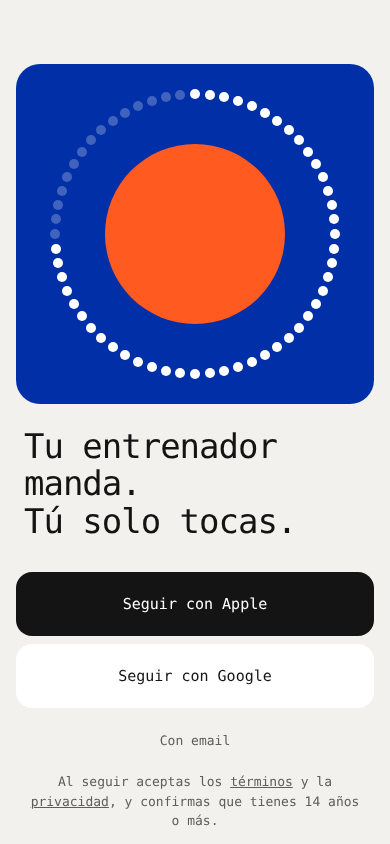 Tu entrenador
manda.
Tú solo tocas.
Seguir con Apple
Seguir con Google
Con email
Al seguir aceptas los términos y la
privacidad, y confirmas que tienes 14 años
o más.